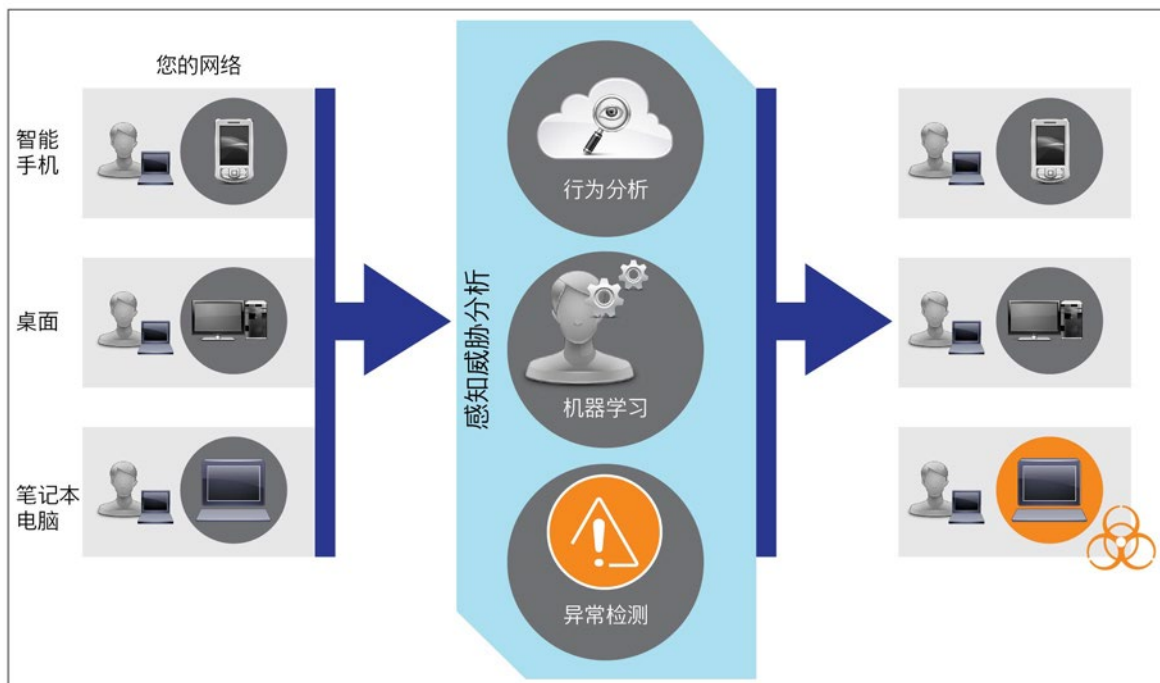 您的网络
智能
手机
桌面
笔记本
电脑
感知威胁分析
行为分析
机器学习
异常检测